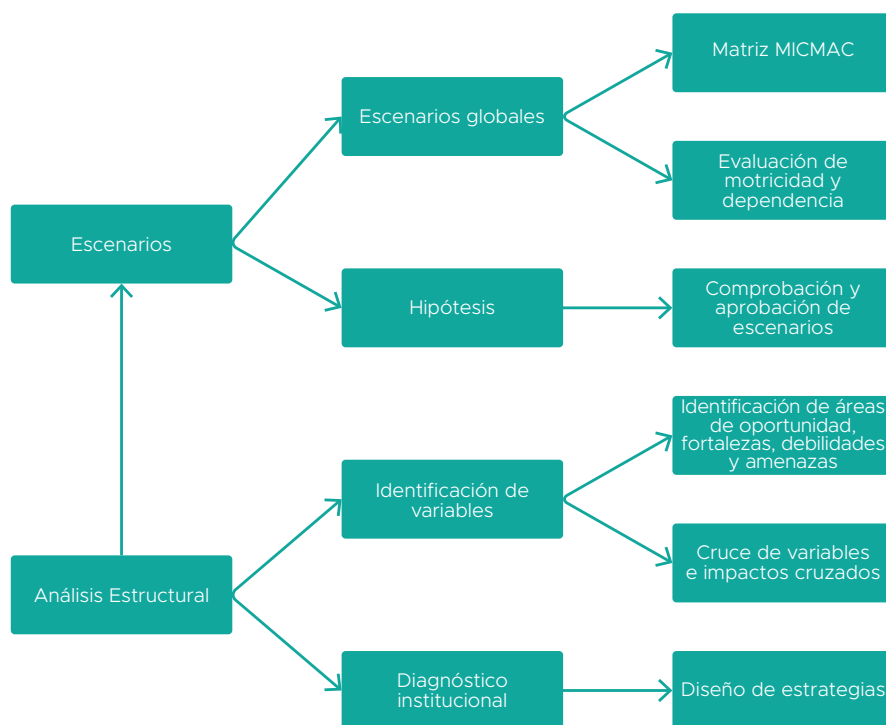 Matriz MICMAC
Escenarios globales
Evaluación de
motricidad y
dependencia
Escenarios
Hipótesis
Comprobación y
aprobación de
escenarios
Identificación de áreas
de oportunidad,
fortalezas, debilidades
y amenazas
Identificación de
variables
Cruce de variables
e impactos cruzados
Análisis Estructural
Diagnóstico
institucional
Diseño de estrategias